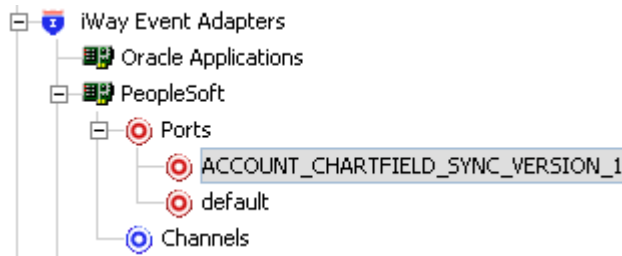 iWay Event Adapters
Oracle Applications
PeopleSoft
Ports
ACCOUNT_CHARTFIELD_SYNC_VERSION_1
default
Channels